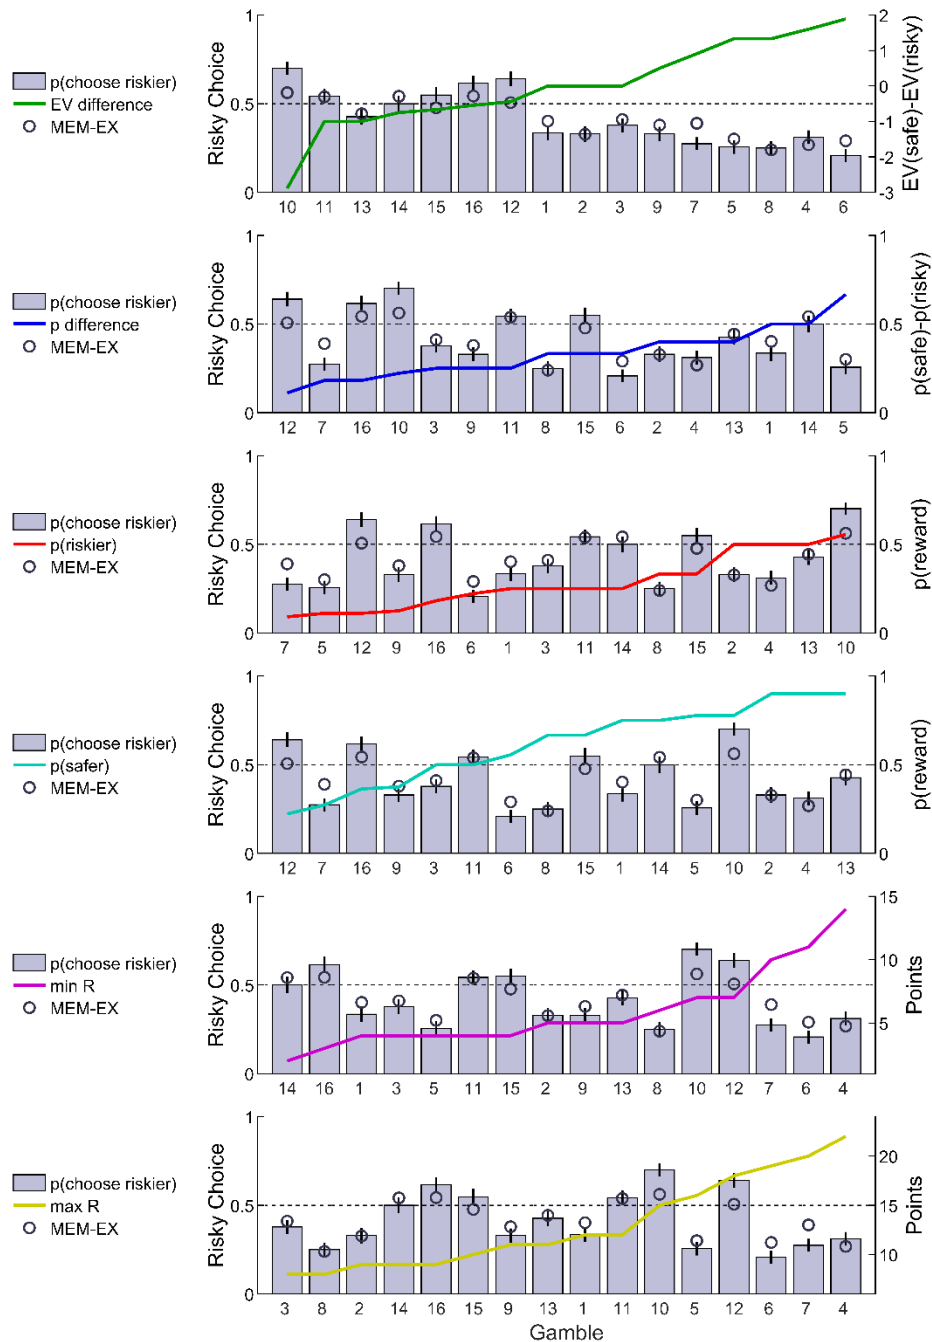 p(choose riskier)
EV difference
MEM-EX
Risky Choice
1
0.5
0
2
1
0
-1
-2
-3
EV(safe)-EV(risky)
10 11 13 14 15 16 12 1 2 3 9 7 5 8 4 6
p(choose riskier)
p difference
MEM-EX
Risky Choice
1
0.5
0
1
0.5
0
p(safe)-p(risky)
12 7 16 10 3 9 11 8 15 6 2 4 13 1 14 5
p(choose riskier)
p(riskier)
MEM-EX
Risky Choice
1
0.5
0
1
0.5
0
p(reward)
7 5 12 9 16 6 1 3 11 14 8 15 2 4 13 10
p(choose riskier)
p(safer)
MEM-EX
Risky Choice
1
0.5
0
1
0.5
0
p(reward)
12 7 16 9 3 11 6 8 15 1 14 5 10 2 4 13
p(choose riskier)
min R
MEM-EX
Risky Choice
1
0.5
0
15
10
5
Points
14 16 1 3 5 11 15 2 9 13 8 10 12 7 6 4
p(choose riskier)
max R
MEM-EX
Risky Choice
1
0.5
0
20
15
10
Points
3 8 2 14 16 15 9 13 1 11 10 5 12 6 7 4
Gamble